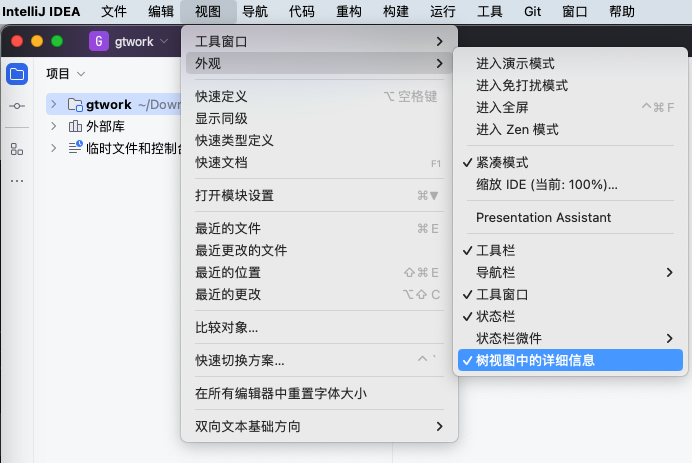 IntelliJ IDEA 文件 编辑 视图 导航 代码 重构 构建 运行 工具 Git 窗口 帮助
G gtwork
项目
gtwork ~/Down
外部库
临时文件和控制台
工具窗口
外观
快速定义 ⌥空格键
显示同级
快速类型定义
快速文档 F1
打开模块设置 ⌘▼
最近的文件 ⌘E
最近更改的文件
最近的位置 ⇧⌘E
最近的更改 ⌥⇧C
比较对象...
快速切换方案... ^`
在所有编辑器中重置字体大小
双向文本基础方向
进入演示模式
进入免打扰模式
进入全屏 ^⌘F
进入 Zen 模式
紧凑模式
缩放 IDE (当前: 100%)...
Presentation Assistant
工具栏
导航栏
工具窗口
状态栏
状态栏微件
树视图中的详细信息